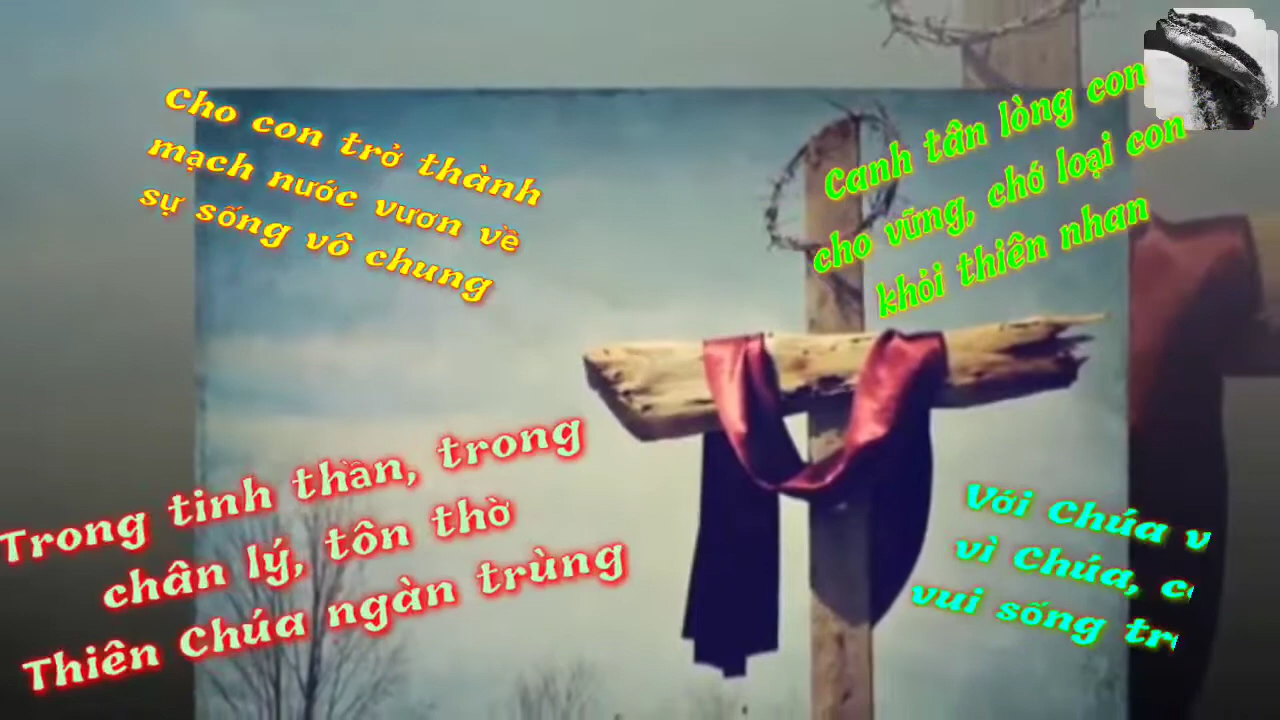 Cho con trở thành
mạch nước vươn về
sự sống vô chung
Canh tân lòng con
cho vững, chớ loại con
khỏi thiên nhan
Trong tinh thần, trong
chân lý, tôn thờ
Thiên Chúa ngàn trùng
Với Chúa
vì Chúa,
vui sống